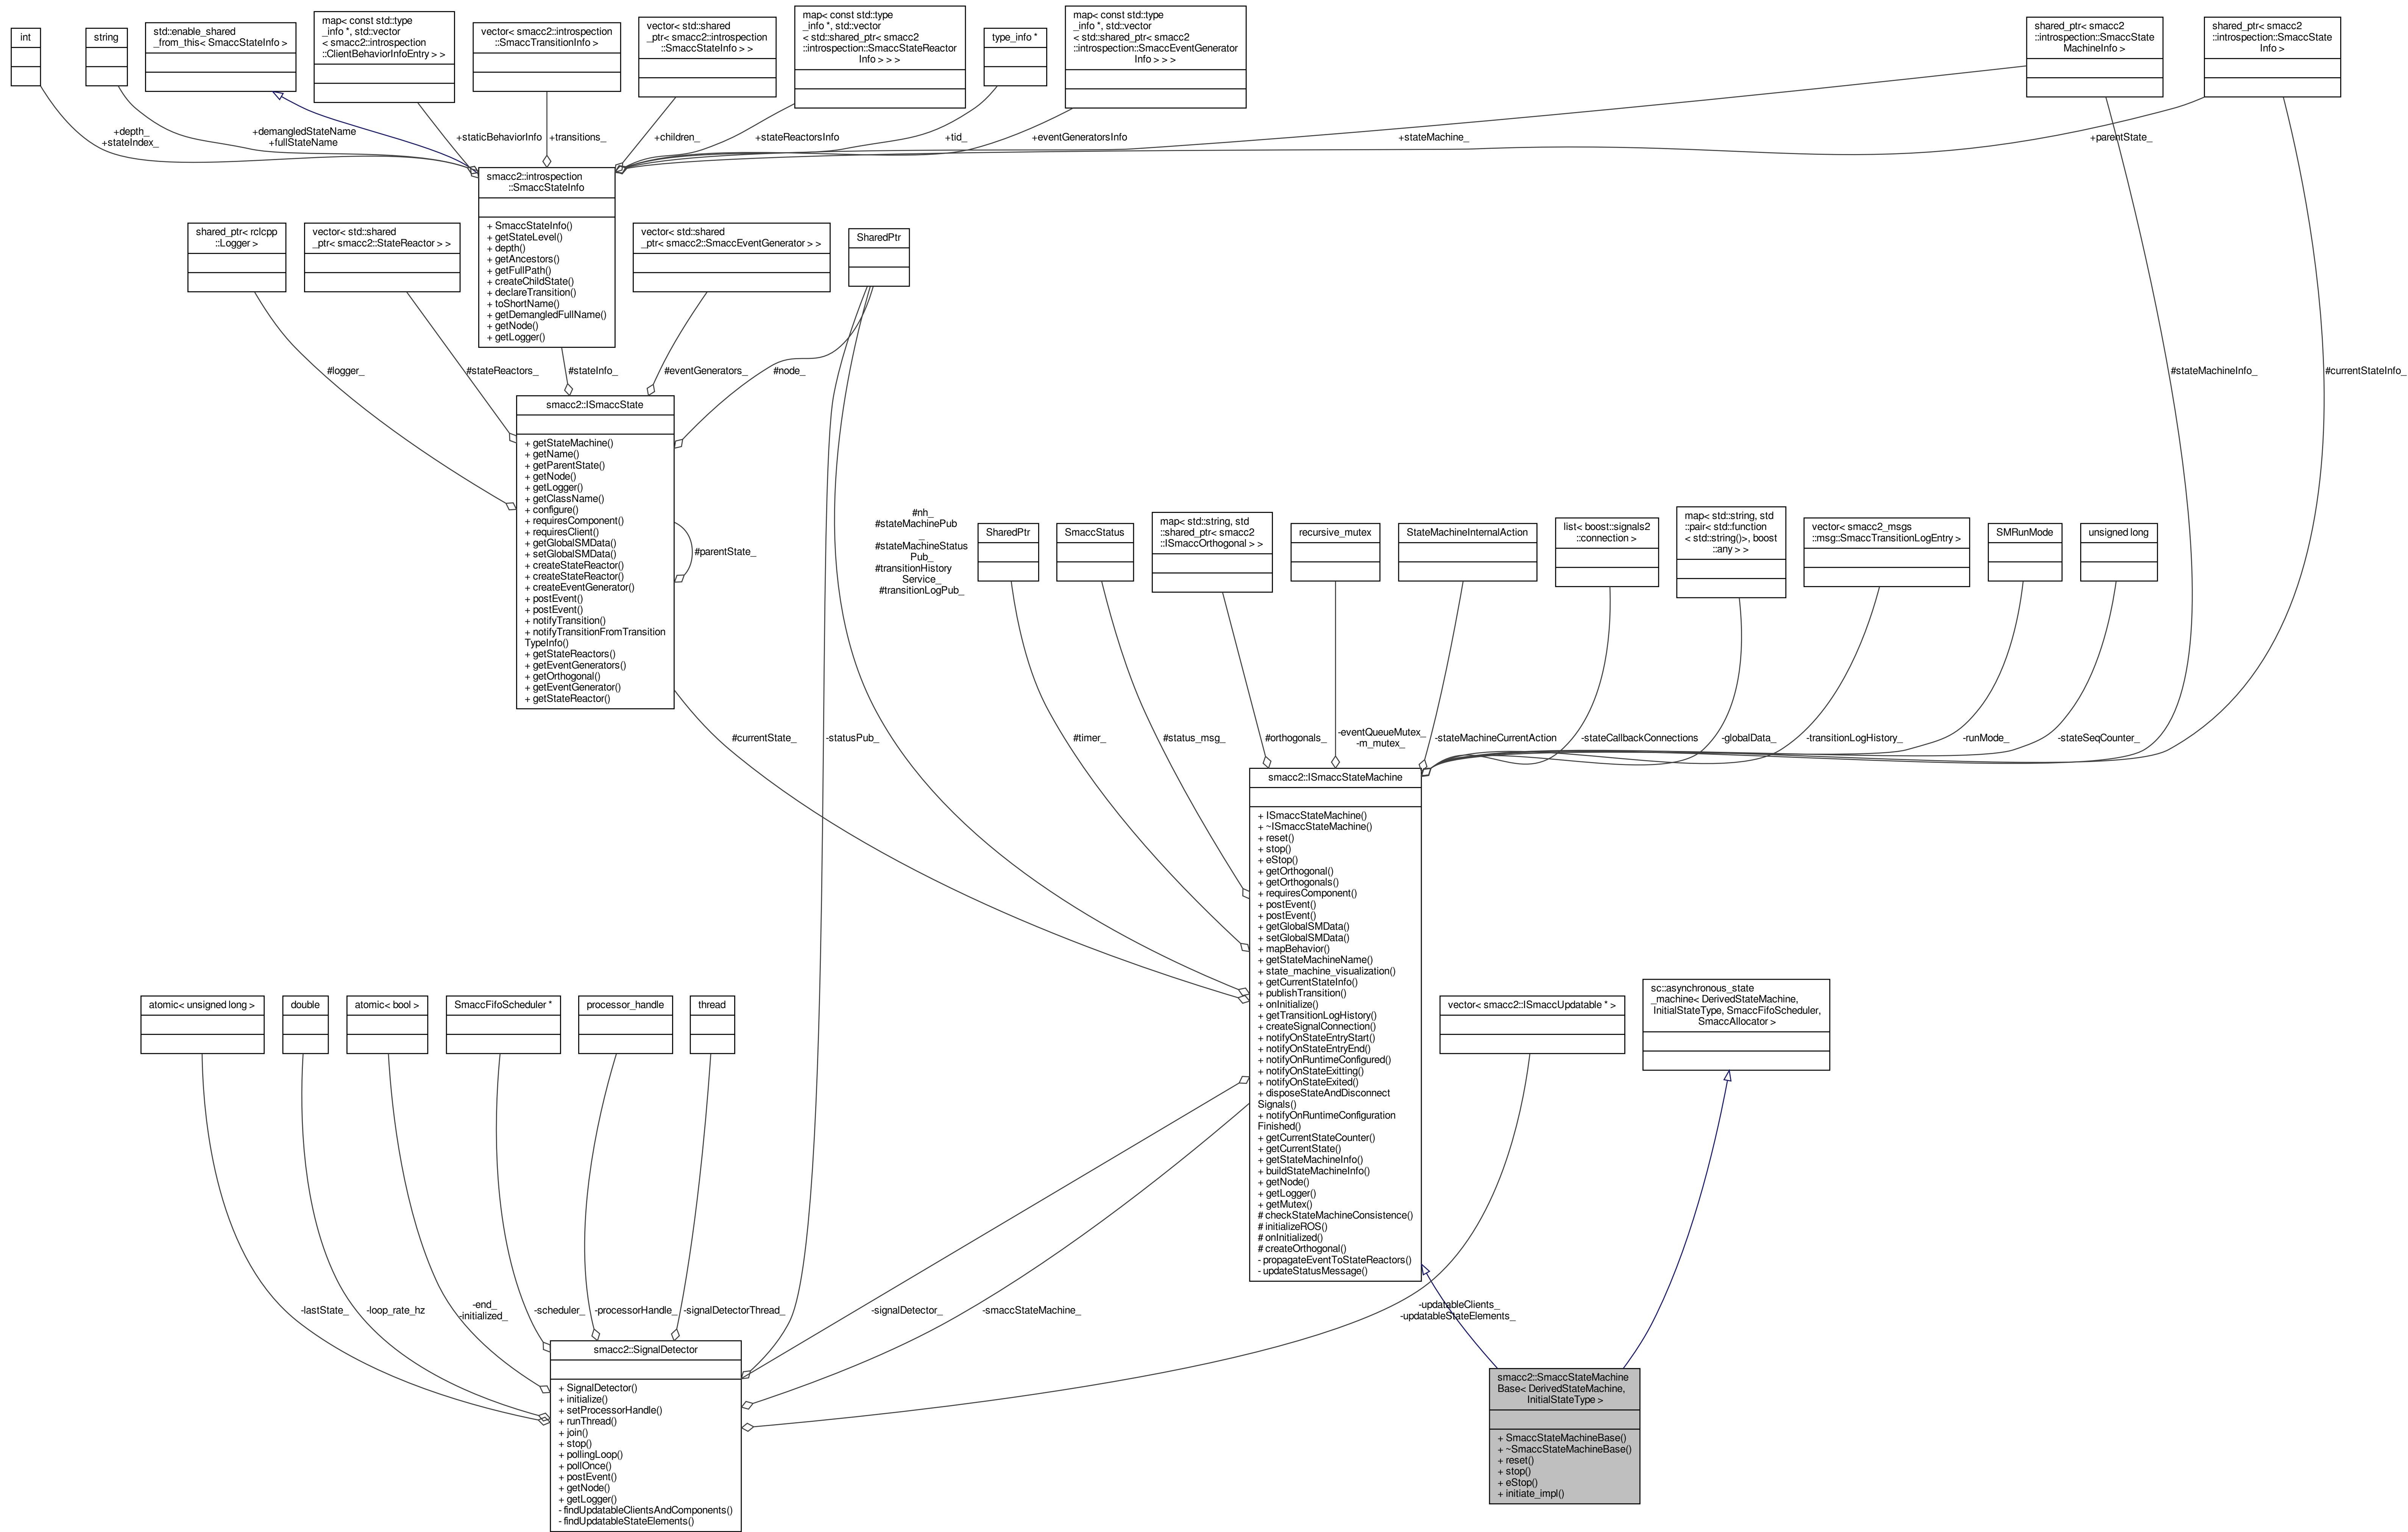 int
string
std::enable_shared
_from_this< SmaccStateInfo >
map< const std::type
_info *, std::vector
< smacc2::introspection
::ClientBehaviorInfoEntry > >
vector< smacc2::introspection
::SmaccTransitionInfo >
vector< std::shared
_ptr< smacc2::introspection
::SmaccStateInfo > >
map< const std::type
_info *, std::vector
< std::shared_ptr< smacc2
::introspection::SmaccStateReactor
Info > > >
type_info *
map< const std::type
_info *, std::vector
< std::shared_ptr< smacc2
::introspection::SmaccEventGenerator
Info > > >
shared_ptr< smacc2
::introspection::SmaccState
MachineInfo >
shared_ptr< smacc2
::introspection::SmaccState
Info >
+depth_
+stateIndex_
+demangledStateName
+fullStateName
+staticBehaviorInfo
+transitions_
+children_
+stateReactorsInfo
+tid_
+eventGeneratorsInfo
+stateMachine_
+parentState_
smacc2::introspection
::SmaccStateInfo
+ SmaccStateInfo()
+ getStateLevel()
+ depth()
+ getAncestors()
+ getFullPath()
+ createChildState()
+ declareTransition()
+ toShortName()
+ getDemangledFullName()
+ getNode()
+ getLogger()
shared_ptr< rclcpp
::Logger >
vector< std::shared
_ptr< smacc2::StateReactor > >
vector< std::shared
_ptr< smacc2::SmaccEventGenerator > >
SharedPtr
#logger_
#stateReactors_
#stateInfo_
#eventGenerators_
#node_
#stateMachineInfo_
#currentStateInfo_
smacc2::ISmaccState
+ getStateMachine()
+ getName()
+ getParentState()
+ getNode()
+ getLogger()
+ getClassName()
+ configure()
+ requiresComponent()
+ requiresClient()
+ getGlobalSMData()
+ setGlobalSMData()
+ createStateReactor()
+ createStateReactor()
+ createEventGenerator()
+ postEvent()
+ postEvent()
+ notifyTransition()
+ notifyTransitionFromTransition
TypeInfo()
+ getStateReactors()
+ getEventGenerators()
+ getOrthogonal()
+ getEventGenerator()
+ getStateReactor()
#parentState_
#nh_
#stateMachinePub
_
#stateMachineStatus
Pub_
#transitionHistory
Service_
#transitionLogPub_
SharedPtr
SmaccStatus
map< std::string, std
::shared_ptr< smacc2
::ISmaccOrthogonal > >
recursive_mutex
StateMachineInternalAction
list< boost::signals2
::connection >
map< std::string, std
::pair< std::function
< std::string()>, boost
::any > >
vector< smacc2_msgs
::msg::SmaccTransitionLogEntry >
SMRunMode
unsigned long
#currentState_
-statusPub_
#timer_
#status_msg_
#orthogonals_
-eventQueueMutex_
-m_mutex_
-stateMachineCurrentAction
-stateCallbackConnections
-globalData_
-transitionLogHistory_
-runMode_
-stateSeqCounter_
smacc2::ISmaccStateMachine
+ ISmaccStateMachine()
+ ~ISmaccStateMachine()
+ reset()
+ stop()
+ eStop()
+ getOrthogonal()
+ getOrthogonals()
+ requiresComponent()
+ postEvent()
+ postEvent()
+ getGlobalSMData()
+ setGlobalSMData()
+ mapBehavior()
+ getStateMachineName()
+ state_machine_visualization()
+ getCurrentStateInfo()
+ publishTransition()
+ onInitialize()
+ getTransitionLogHistory()
+ createSignalConnection()
+ notifyOnStateEntryStart()
+ notifyOnStateEntryEnd()
+ notifyOnRuntimeConfigured()
+ notifyOnStateExitting()
+ notifyOnStateExited()
+ disposeStateAndDisconnect
Signals()
+ notifyOnRuntimeConfiguration
Finished()
+ getCurrentStateCounter()
+ getCurrentState()
+ getStateMachineInfo()
+ buildStateMachineInfo()
+ getNode()
+ getLogger()
+ getMutex()
# checkStateMachineConsistence()
# initializeROS()
# onInitialized()
# createOrthogonal()
- propagateEventToStateReactors()
- updateStatusMessage()
atomic< unsigned long >
double
atomic< bool >
SmaccFifoScheduler *
processor_handle
thread
vector< smacc2::ISmaccUpdatable * >
sc::asynchronous_state
_machine< DerivedStateMachine,
InitialStateType, SmaccFifoScheduler,
SmaccAllocator >
-lastState_
-loop_rate_hz
-end_
-initialized_
-scheduler_
-processorHandle_
-signalDetectorThread_
-signalDetector_
-smaccStateMachine_
-updatableClients_
-updatableStateElements_
smacc2::SignalDetector
+ SignalDetector()
+ initialize()
+ setProcessorHandle()
+ runThread()
+ join()
+ stop()
+ pollingLoop()
+ pollOnce()
+ postEvent()
+ getNode()
+ getLogger()
- findUpdatableClientsAndComponents()
- findUpdatableStateElements()
smacc2::SmaccStateMachine
Base< DerivedStateMachine,
InitialStateType >
+ SmaccStateMachineBase()
+ ~SmaccStateMachineBase()
+ reset()
+ stop()
+ eStop()
+ initiate_impl()